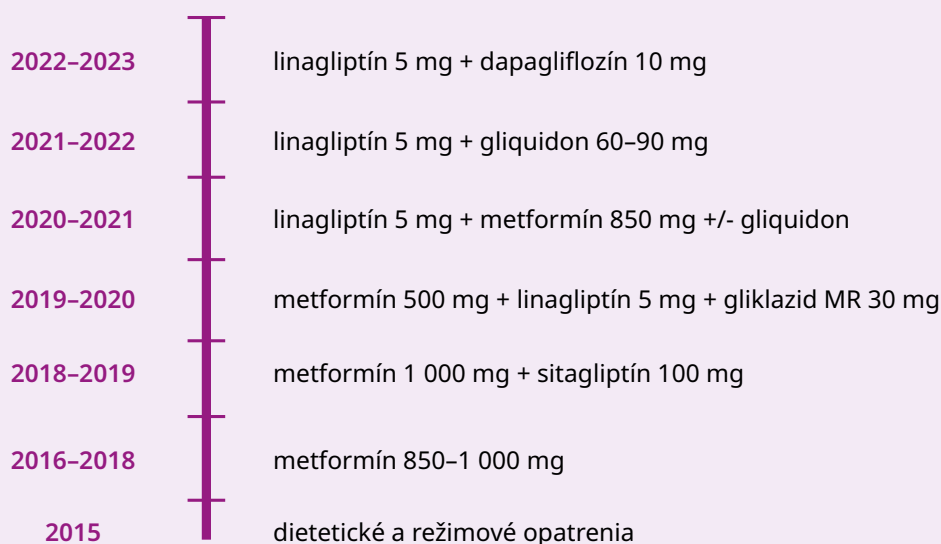 2022–2023 linagliptín 5 mg + dapagliflozín 10 mg
2021–2022 linagliptín 5 mg + gliquidon 60–90 mg
2020–2021 linagliptín 5 mg + metformín 850 mg +/- gliquidon
2019–2020 metformín 500 mg + linagliptín 5 mg + gliklazid MR 30 mg
2018–2019 metformín 1 000 mg + sitagliptín 100 mg
2016–2018 metformín 850–1 000 mg
2015 dietetické a režimové opatrenia